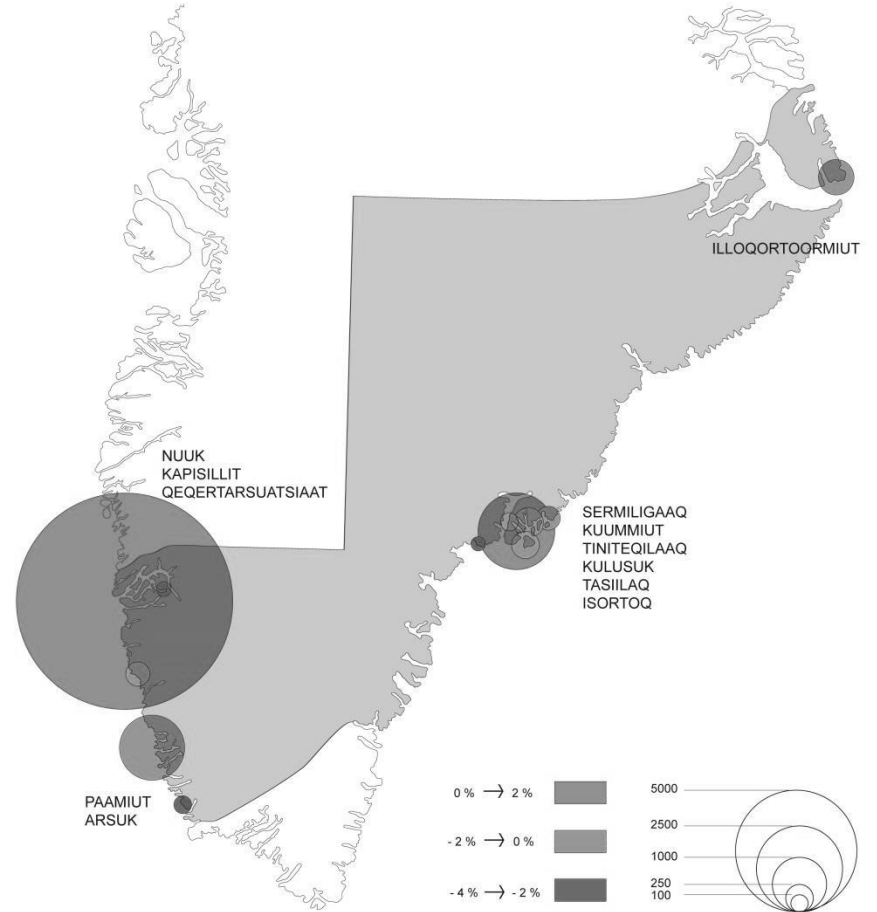 ILLOQORTOORMIUT
NUUK
KAPISILLIT
QEQERTARSUATSIAAT
SERMILIGAAQ
KUUMMIUT
TINITEQILAAQ
KULUSUK
TASIILAQ
ISORTOQ
PAAMIUT
ARSUK
0 % → 2 %
- 2 % → 0 %
- 4 % → - 2 %
5000
2500
1000
250
100